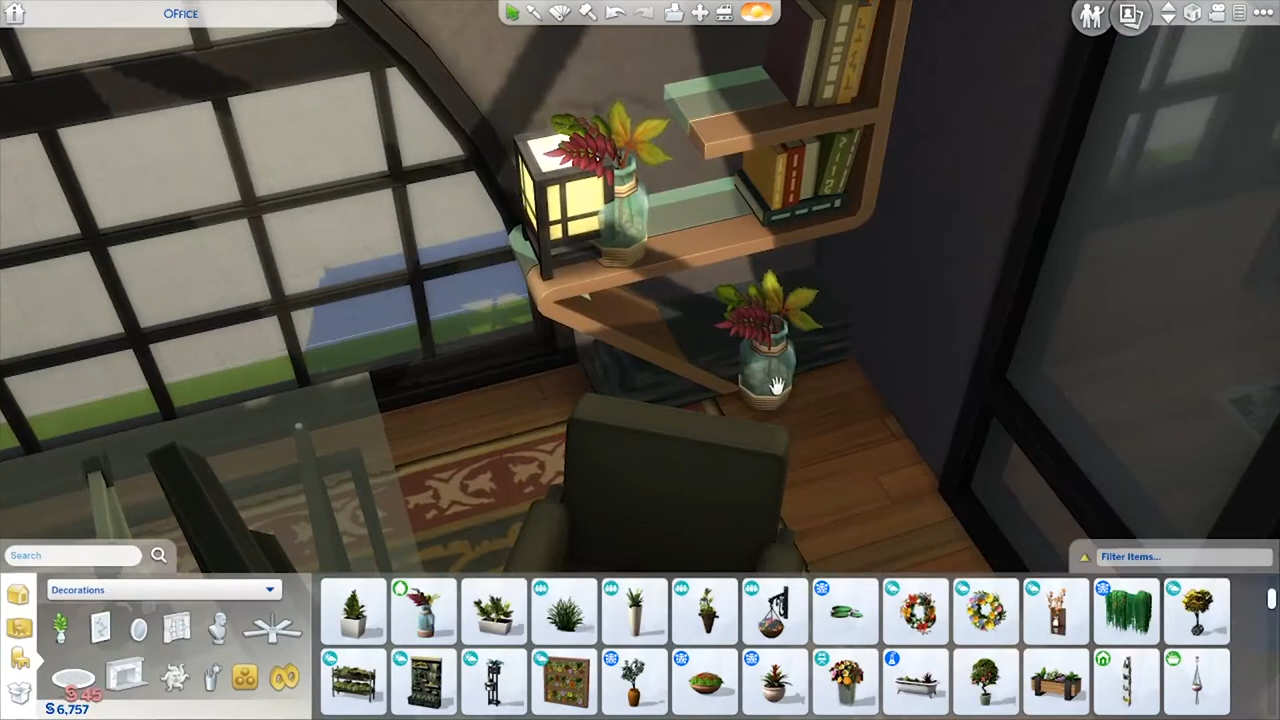 OFFICE
Search
Filter Items...
Decorations
§45
§6,757